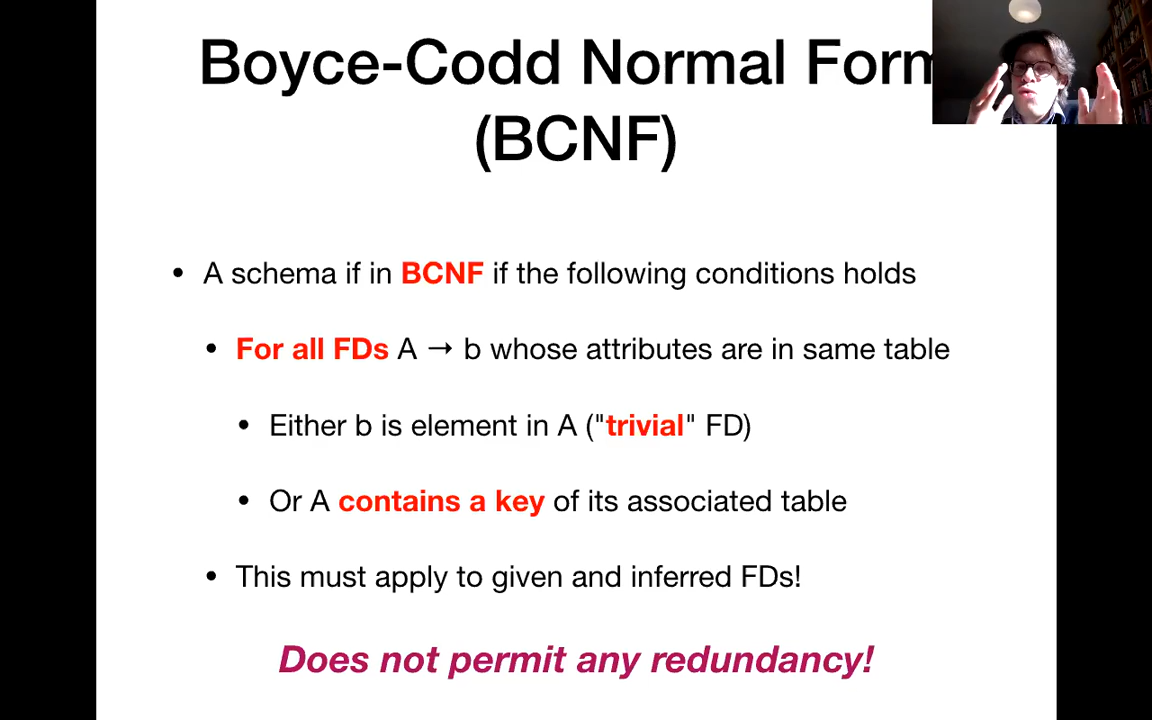 Boyce-Codd Normal Form
(BCNF)
• A schema if in BCNF if the following conditions holds
• For all FDs A → b whose attributes are in same table
• Either b is element in A ("trivial" FD)
• Or A contains a key of its associated table
• This must apply to given and inferred FDs!
Does not permit any redundancy!